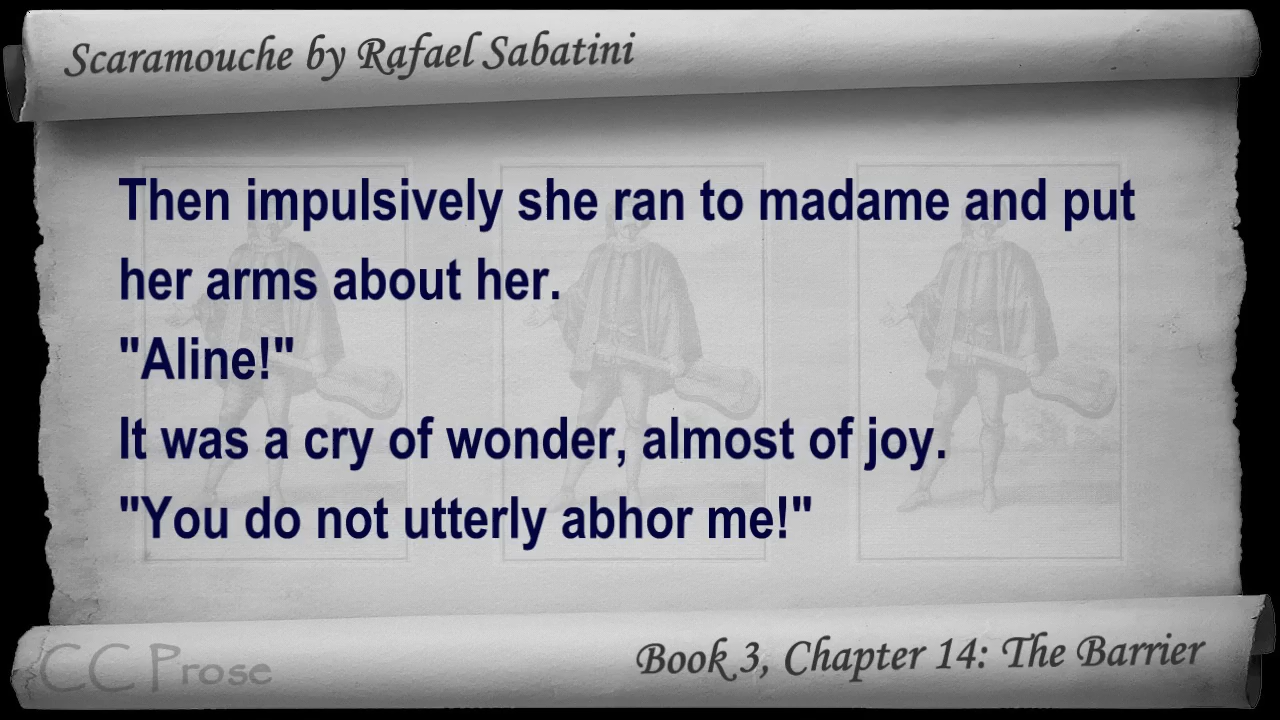 Scaramouche by Rafael Sabatini
Then impulsively she ran to madame and put
her arms about her.
"Aline!"
It was a cry of wonder, almost of joy.
"You do not utterly abhor me!"
CC Prose
Book 3, Chapter 14: The Barrier